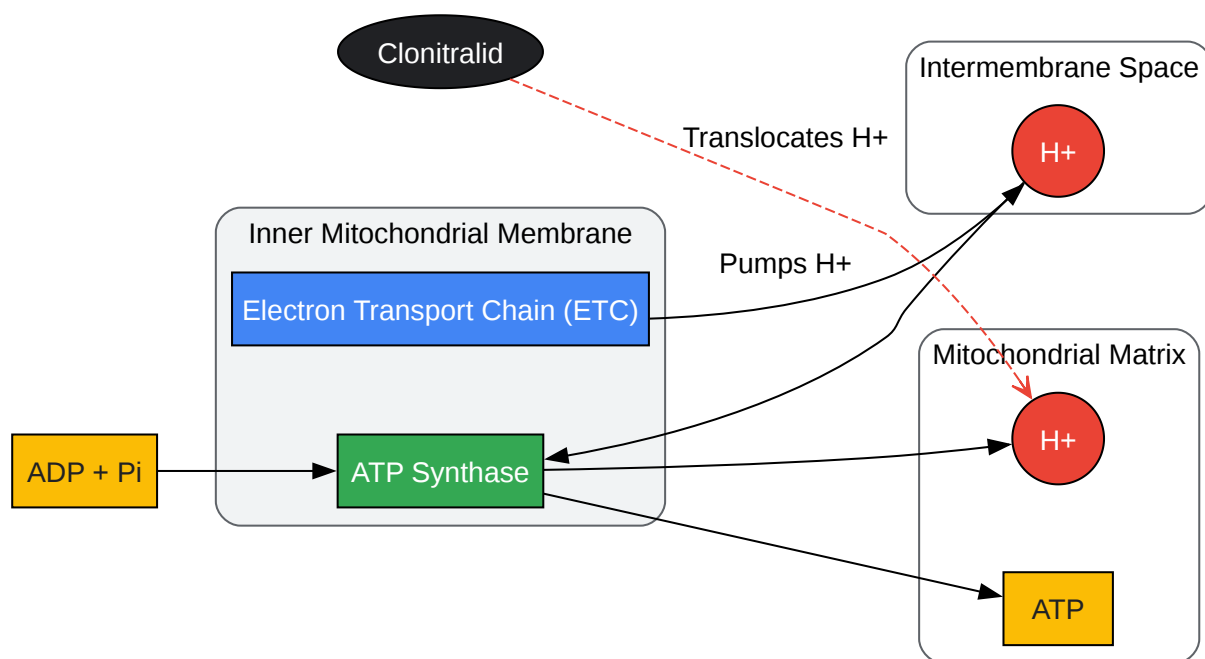 Clonitralid
Intermembrane Space
H+
Translocates H+
Inner Mitochondrial Membrane
Pumps H+
Electron Transport Chain (ETC)
Mitochondrial Matrix
H+
ADP + Pi
ATP Synthase
ATP